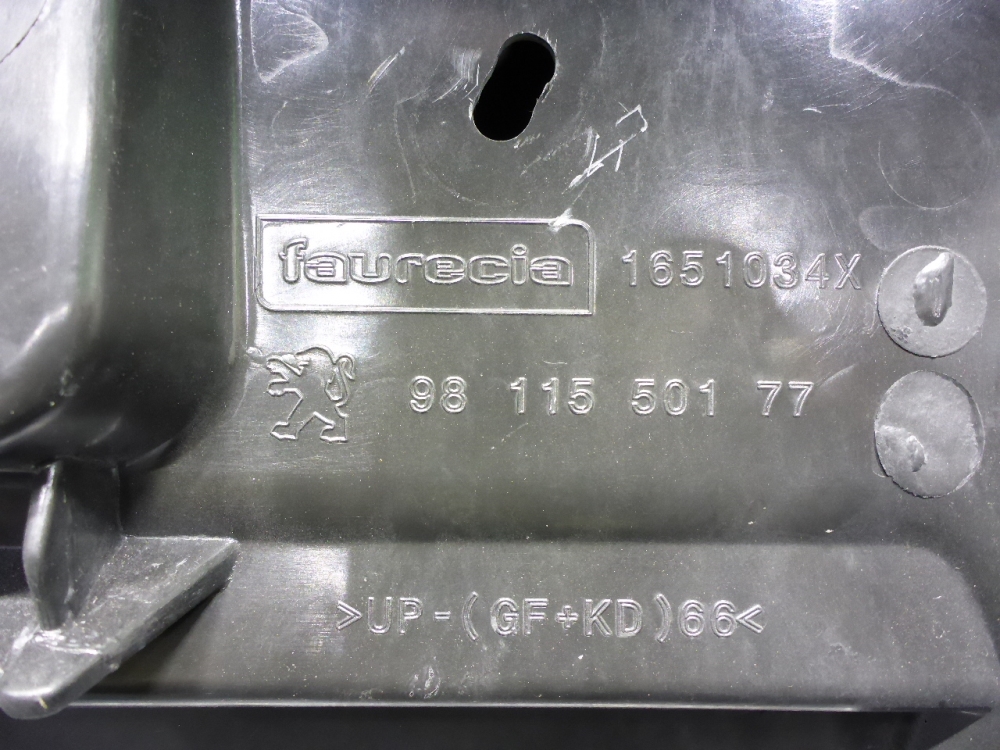 faurecia 1651034X
98 115 501 77
>UP-(GF+KD)66<